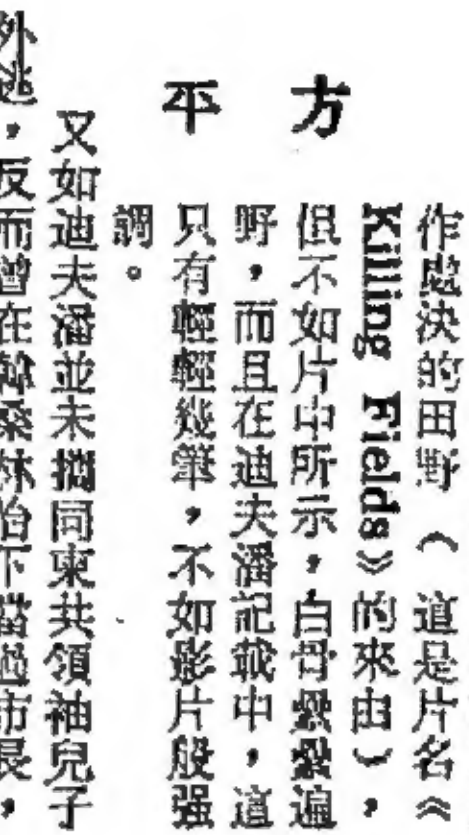 方平
作處決的田野（這是片名《
Killing Fields》的來由），
但不如片中所示，白骨纍纍遍
野，而且在迪夫潘記載中，這
只有輕輕幾筆，不如影片般强
調。
又如迪夫潘並未擕同柬共領袖兒子
外逃，反而曾在韓桑林治下當過市長，